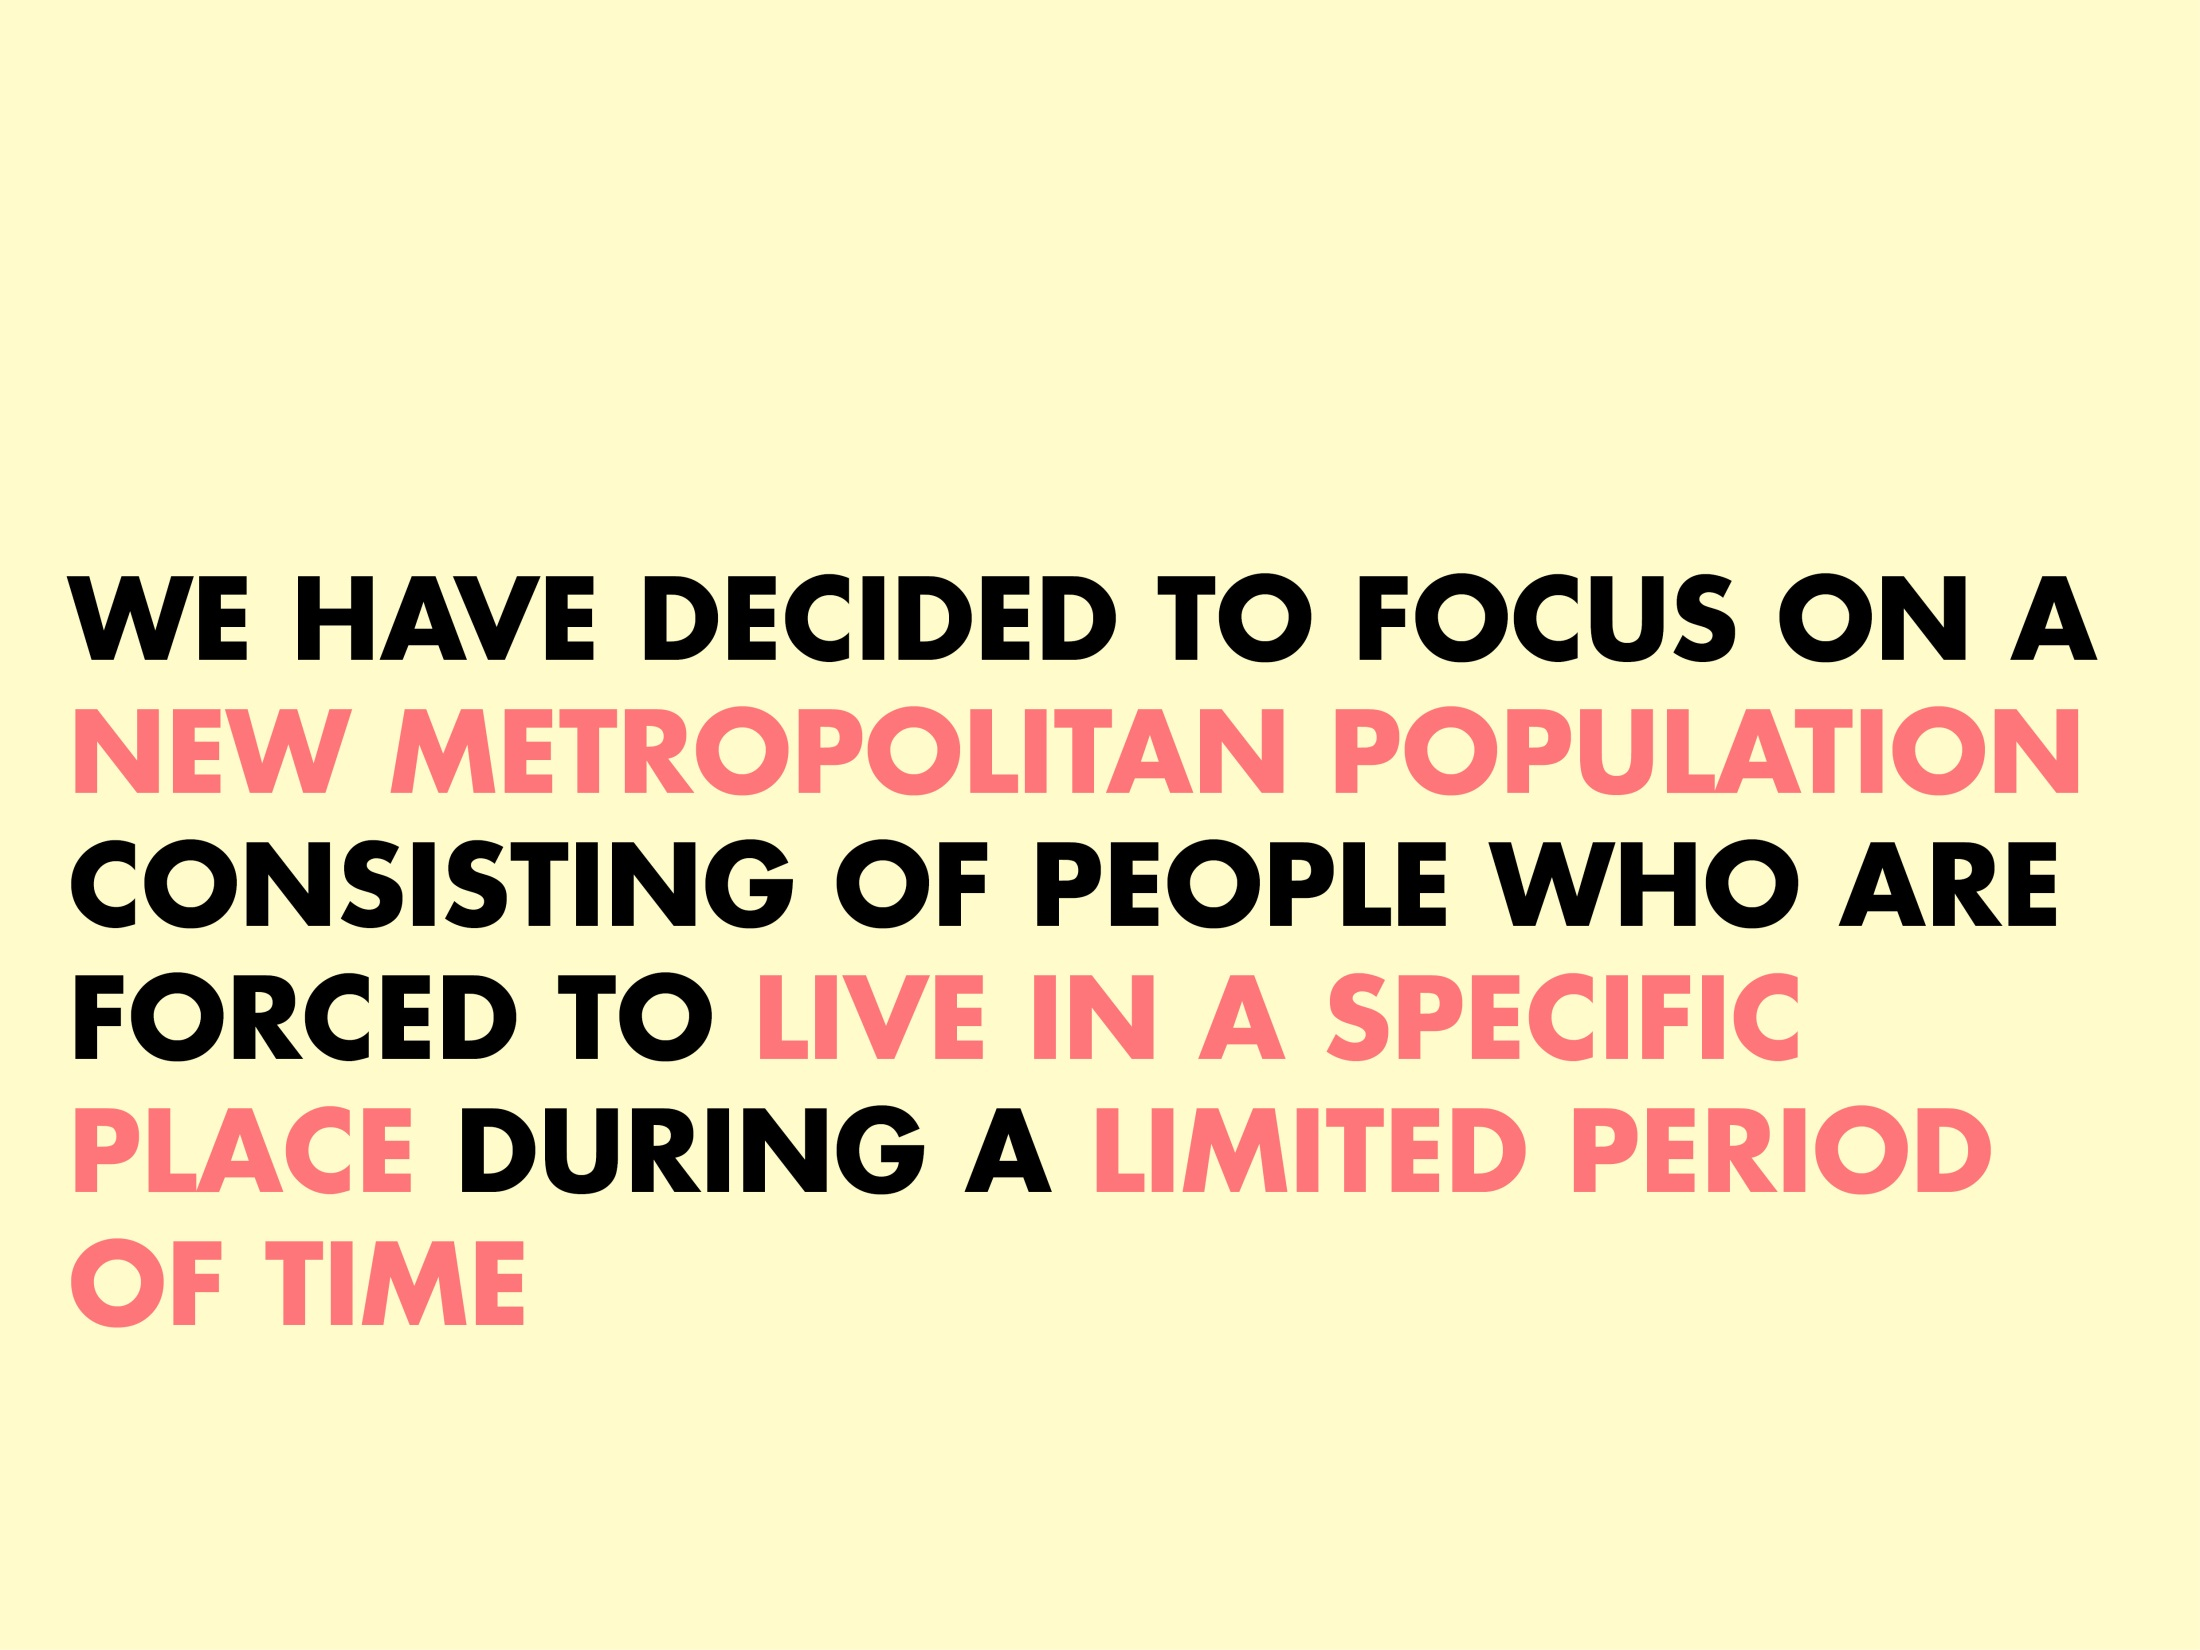 WE HAVE DECIDED TO FOCUS ON A
NEW METROPOLITAN POPULATION
CONSISTING OF PEOPLE WHO ARE
FORCED TO LIVE IN A SPECIFIC
PLACE DURING A LIMITED PERIOD
OF TIME